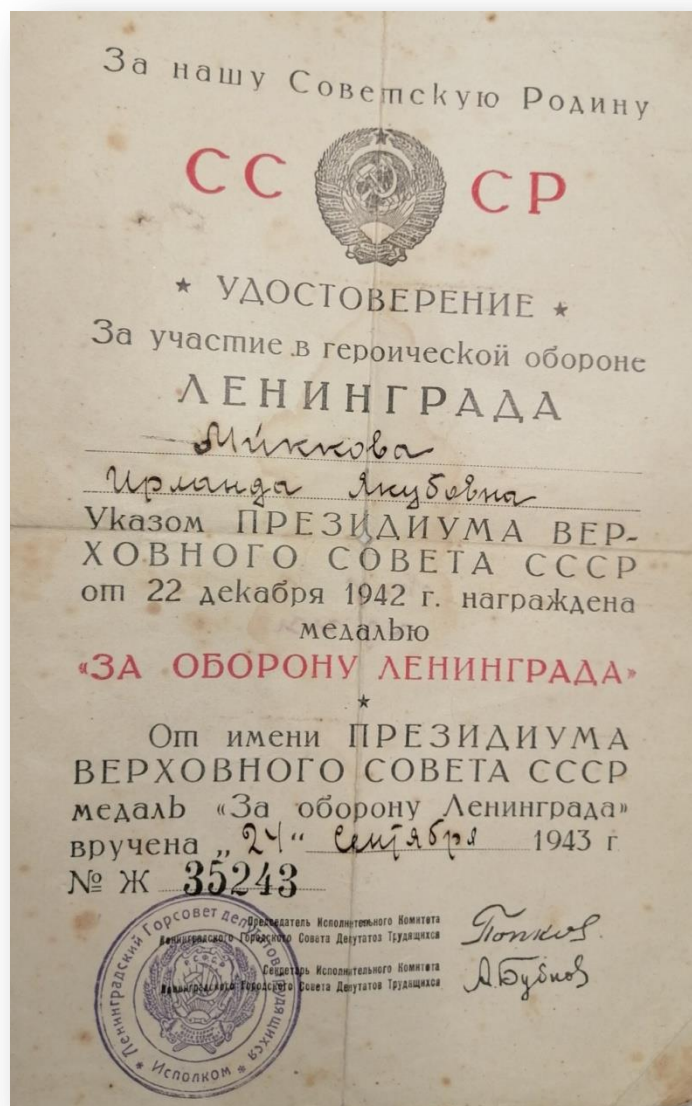 За нашу Советскую Родину
СС СР
★ УДОСТОВЕРЕНИЕ ★
За участие в героической обороне
ЛЕНИНГРАДА
Миккова
Ирланда Якубовна
Указом ПРЕЗИДИУМА ВЕР-
ХОВНОГО СОВЕТА СССР
от 22 декабря 1942 г. награждена
медалью
«ЗА ОБОРОНУ ЛЕНИНГРАДА»
★
От имени ПРЕЗИДИУМА
ВЕРХОВНОГО СОВЕТА СССР
медаль «За оборону Ленинграда»
вручена „24“ Сентября 1943 г
№ Ж 35243
Председатель Исполнительного Комитета
Ленинградского Городского Совета Депутатов Трудящихся
Попков
Секретарь Исполнительного Комитета
Ленинградского Городского Совета Депутатов Трудящихся
А. Бубнов
Ленинградский Горсовет депутатов трудящихся
★ Исполком ★
РСФСР